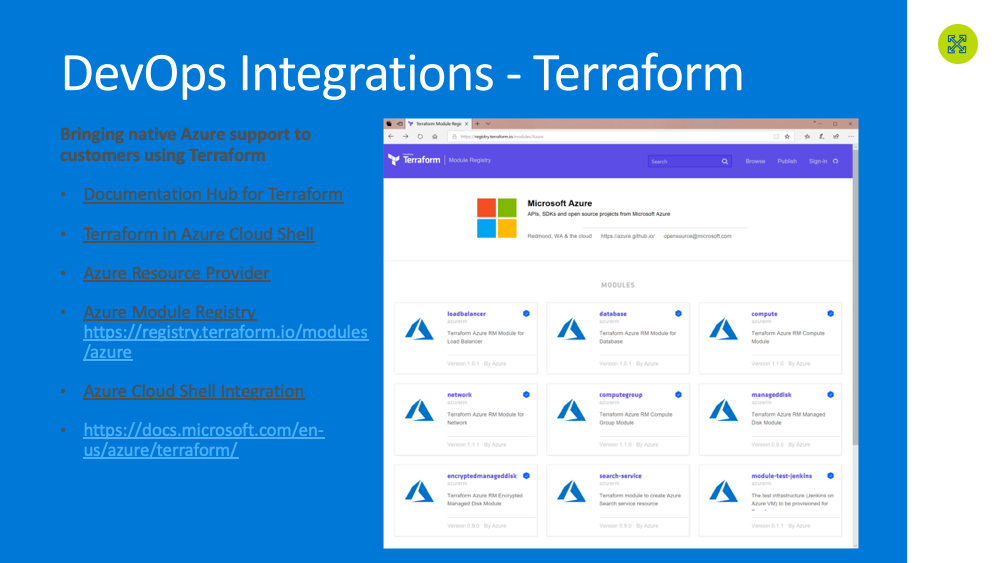 DevOps Integrations - Terraform
Bringing native Azure support to
customers using Terraform
• Documentation Hub for Terraform
• Terraform in Azure Cloud Shell
• Azure Resource Provider
• Azure Module Registry
https://registry.terraform.io/modules
/azure
• Azure Cloud Shell Integration
• https://docs.microsoft.com/en-
us/azure/terraform/
Terraform Module Regi
https://registry.terraform.io/modules/Azure
Terraform | Module Registry
Search
Browse Publish Sign-in
Microsoft Azure
APIs, SDKs and open source projects from Microsoft Azure
Redmond, WA & the cloud https://azure.github.io/ opensource@microsoft.com
MODULES
loadbalancer
azurerm
Terraform Azure RM Module for
Load Balancer
Version 1.0.1 · By Azure
database
azurerm
Terraform Azure RM Module for
Database
Version 1.0.1 · By Azure
compute
azurerm
Terraform Azure RM Compute
Module
Version 1.1.0 · By Azure
network
azurerm
Terraform Azure RM Module for
Network
Version 1.1.1 · By Azure
computegroup
azurerm
Terraform Azure RM Compute
Group Module
Version 1.1.0 · By Azure
manageddisk
azurerm
Terraform Azure RM Managed
Disk Module
Version 0.9.0 · By Azure
encryptedmanageddisk
azurerm
Terraform Azure RM Encrypted
Managed Disk Module
Version 0.9.0 · By Azure
search-service
azurerm
Terraform module to create Azure
Search service resource
Version 0.9.0 · By Azure
module-test-jenkins
azurerm
The test infrastructure (Jenkins on
Azure VM) to be provisioned for
Version 0.1.1 · By Azure